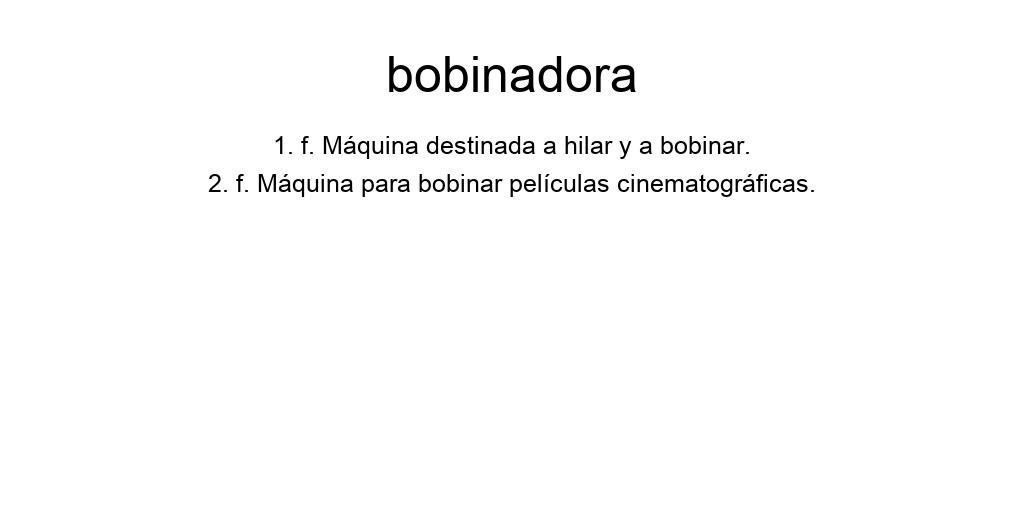 bobinadora
1. f. Máquina destinada a hilar y a bobinar.
2. f. Máquina para bobinar películas cinematográficas.